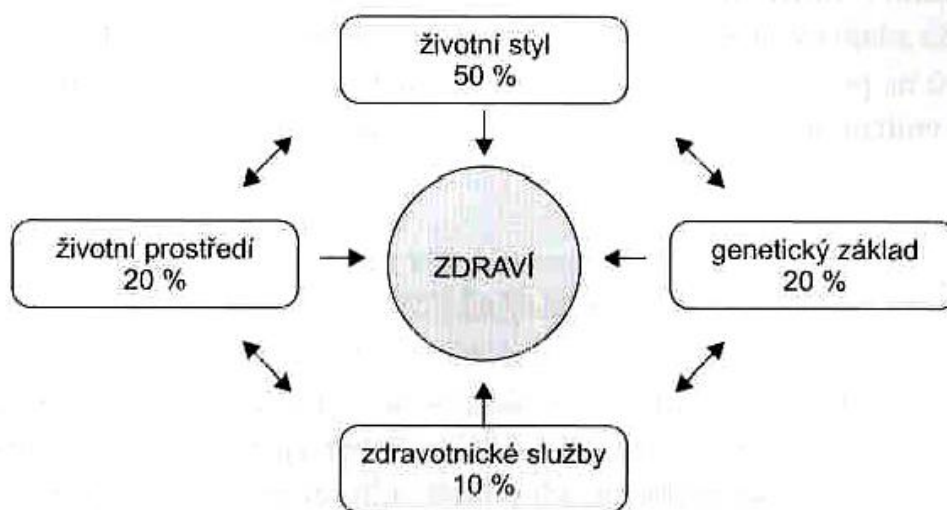 životní styl
50 %
životní prostředí
20 %
ZDRAVÍ
genetický základ
20 %
zdravotnické služby
10 %